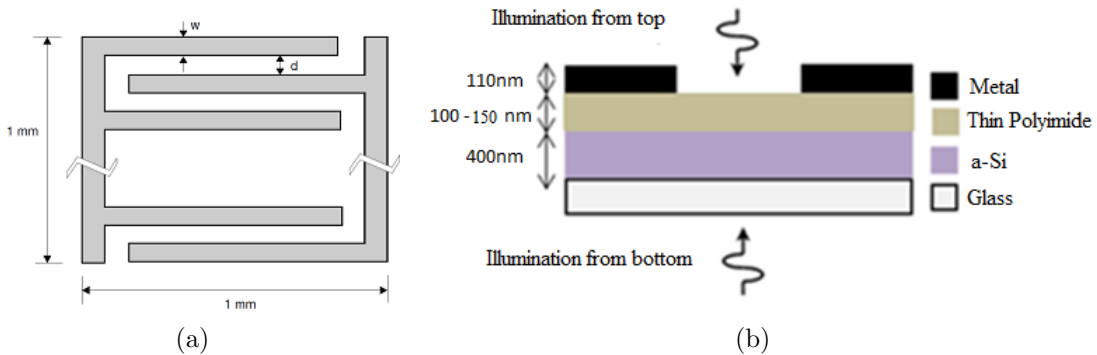 w
d
1 mm
1 mm
(a)
Illumination from top
110nm
100 -150 nm
400nm
Metal
Thin Polyimide
a-Si
Glass
Illumination from bottom
(b)